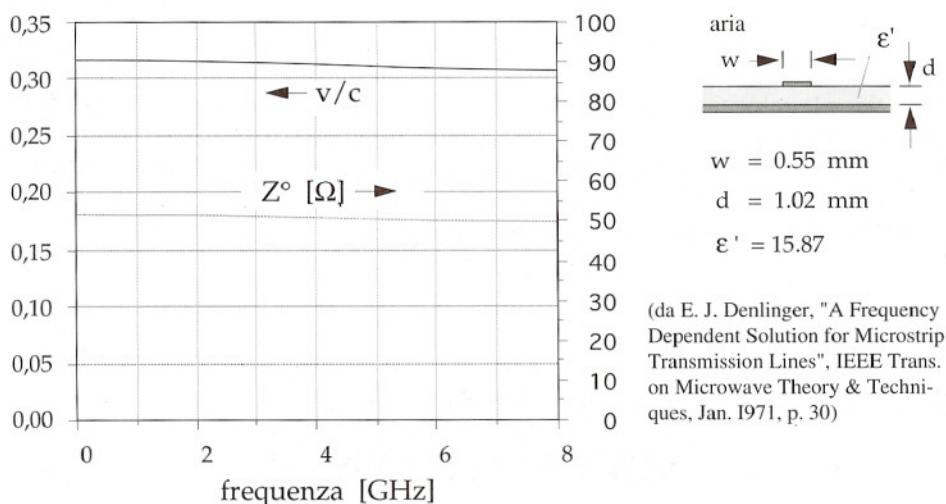 0,35
0,30
0,25
0,20
0,15
0,10
0,05
0,00
100
90
80
70
60
50
40
30
20
10
0
v/c
Z° [Ω]
0
2
4
6
8
frequenza [GHz]
aria
w
ε'
d
w = 0.55 mm
d = 1.02 mm
ε ' = 15.87
(da E. J. Denlinger, "A Frequency
Dependent Solution for Microstrip
Transmission Lines", IEEE Trans.
on Microwave Theory & Techni-
ques, Jan. I971, p. 30)